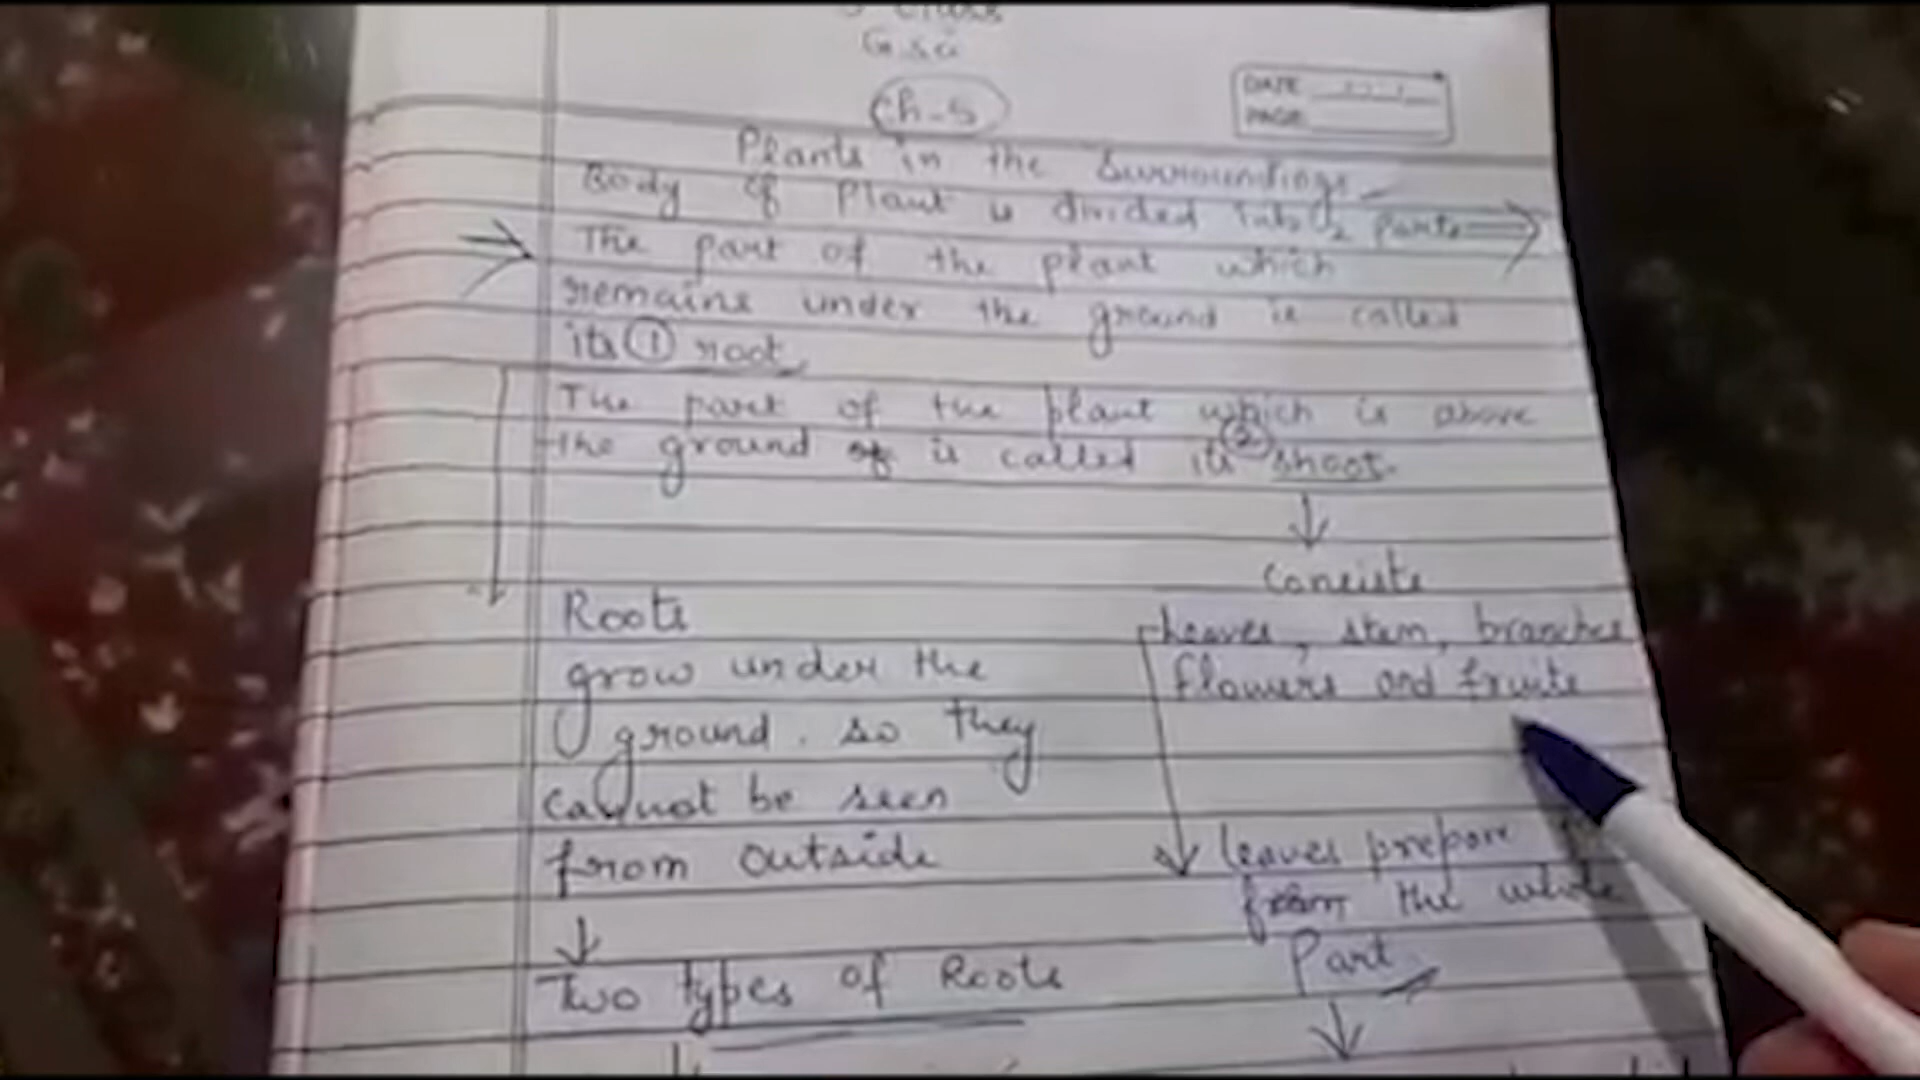 Class
G.Sci
Ch-5
DATE
PAGE
Plants in the Surroundings
Body of Plant is divided into 2 parts
The part of the plant which
remains under the ground is called
its ① root
The part of the plant which is above
the ground is called its ② shoot.
Consists
Leaves, stem, branches
flowers and fruits
Roots
grow under the
ground. so they
cannot be seen
from outside
Two types of Roots
leaves prepare
from the whole
Part